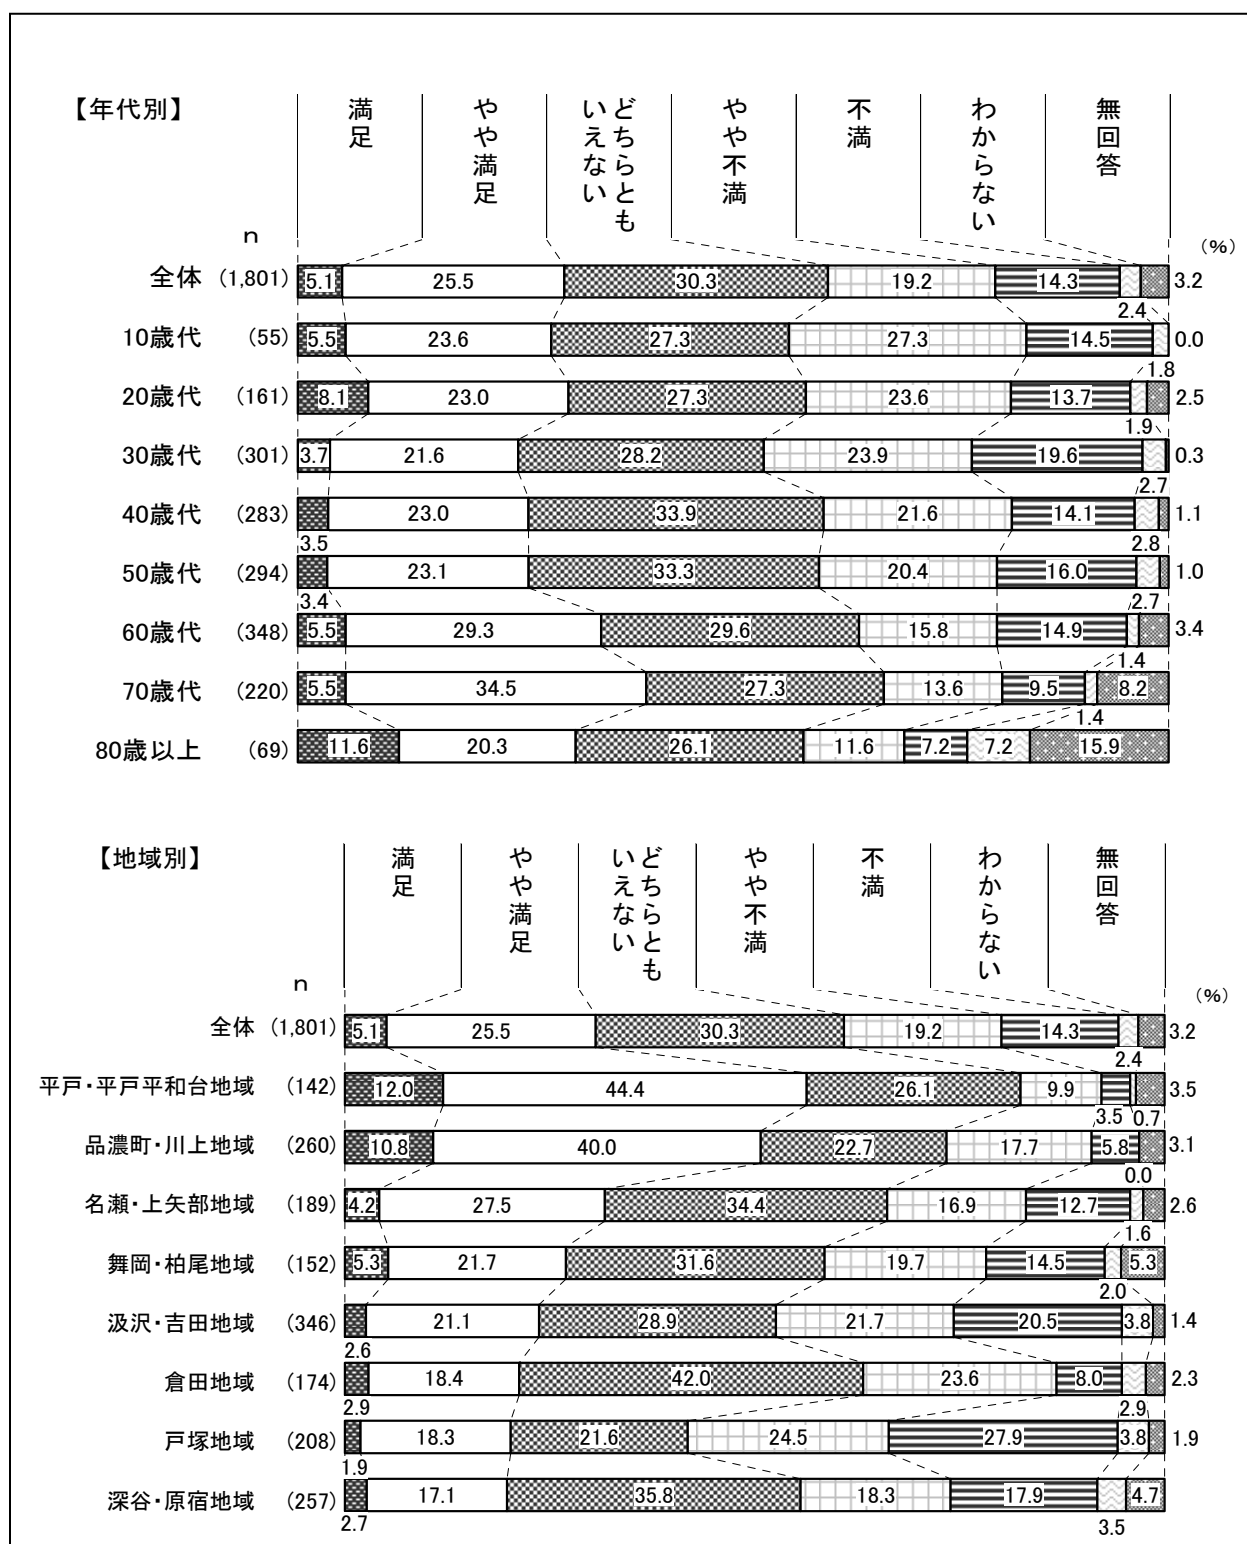 【年代別】
満足
やや満足
どちらとも
いえない
やや不満
不満
わからない
無回答
n
(%)
全体 (1,801) 5.1 25.5 30.3 19.2 14.3 2.4 3.2
10歳代 (55) 5.5 23.6 27.3 27.3 14.5 1.8 0.0
20歳代 (161) 8.1 23.0 27.3 23.6 13.7 1.9 2.5
30歳代 (301) 3.7 21.6 28.2 23.9 19.6 2.7 0.3
40歳代 (283) 3.5 23.0 33.9 21.6 14.1 2.8 1.1
50歳代 (294) 3.4 23.1 33.3 20.4 16.0 2.7 1.0
60歳代 (348) 5.5 29.3 29.6 15.8 14.9 1.4 3.4
70歳代 (220) 5.5 34.5 27.3 13.6 9.5 1.4 8.2
80歳以上 (69) 11.6 20.3 26.1 11.6 7.2 7.2 15.9
【地域別】
満足
やや満足
どちらとも
いえない
やや不満
不満
わからない
無回答
n
(%)
全体 (1,801) 5.1 25.5 30.3 19.2 14.3 2.4 3.2
平戸・平戸平和台地域 (142) 12.0 44.4 26.1 9.9 3.5 0.7 3.5
品濃町・川上地域 (260) 10.8 40.0 22.7 17.7 5.8 0.0 3.1
名瀬・上矢部地域 (189) 4.2 27.5 34.4 16.9 12.7 1.6 2.6
舞岡・柏尾地域 (152) 5.3 21.7 31.6 19.7 14.5 2.0 5.3
汲沢・吉田地域 (346) 2.6 21.1 28.9 21.7 20.5 3.8 1.4
倉田地域 (174) 2.9 18.4 42.0 23.6 8.0 2.9 2.3
戸塚地域 (208) 1.9 18.3 21.6 24.5 27.9 3.8 1.9
深谷・原宿地域 (257) 2.7 17.1 35.8 18.3 17.9 3.5 4.7